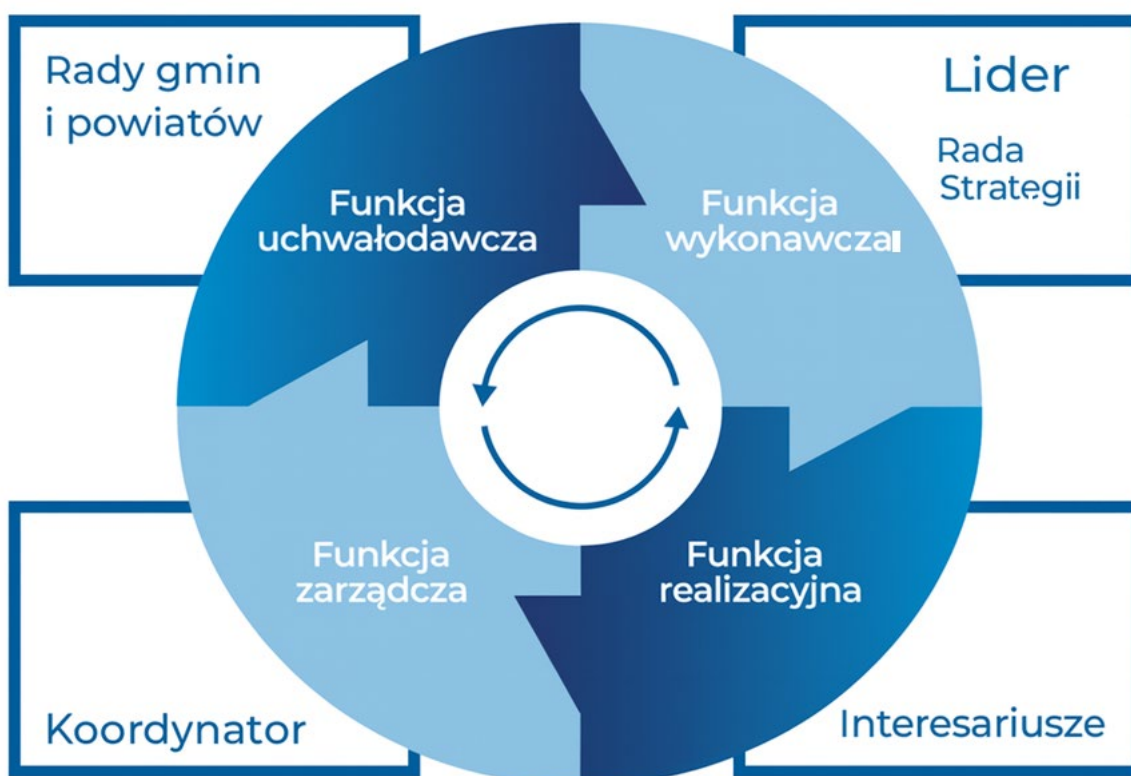 Rady gmin
i powiatów
Lider
Rada
Strategii
Funkcja
uchwałodawcza
Funkcja
wykonawcza
Funkcja
zarządcza
Funkcja
realizacyjna
Koordynator
Interesariusze